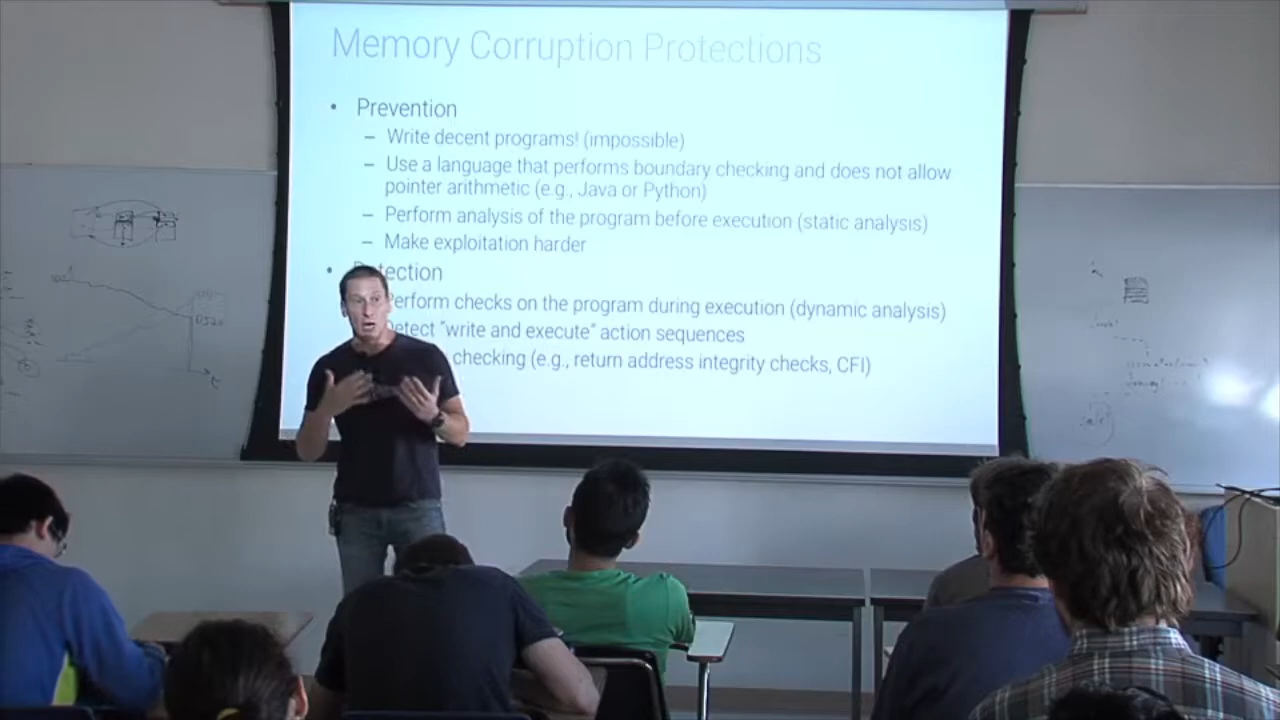 Memory Corruption Protections
• Prevention
– Write decent programs! (impossible)
– Use a language that performs boundary checking and does not allow
pointer arithmetic (e.g., Java or Python)
– Perform analysis of the program before execution (static analysis)
– Make exploitation harder
• Detection
Perform checks on the program during execution (dynamic analysis)
Detect "write and execute" action sequences
checking (e.g., return address integrity checks, CFI)